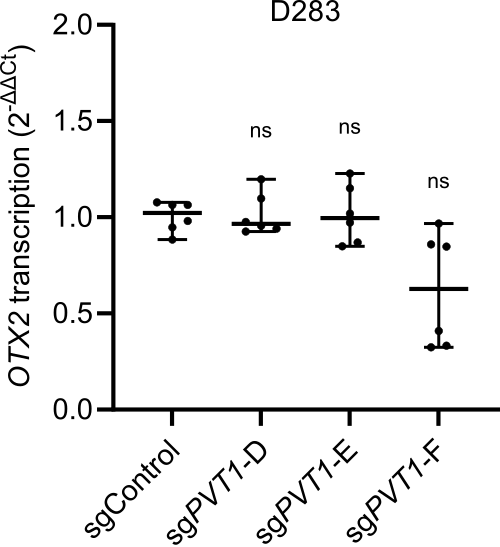 D283
OTX2 transcription (2-ΔΔCt)
2.0
1.5
1.0
0.5
0.0
ns
ns
ns
sgControl
sgPVT1-D
sgPVT1-E
sgPVT1-F